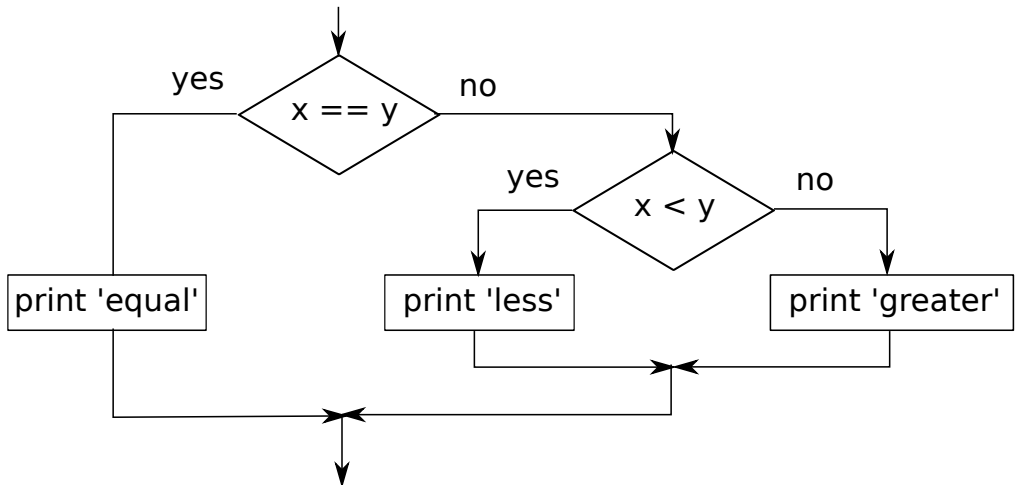 yes
no
x == y
yes
no
x < y
print 'equal'
print 'less'
print 'greater'